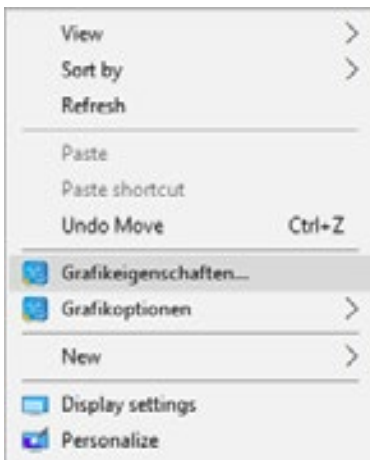 View
Sort by
Refresh
Paste
Paste shortcut
Undo Move Ctrl+Z
Grafikeigenschaften...
Grafikoptionen
New
Display settings
Personalize